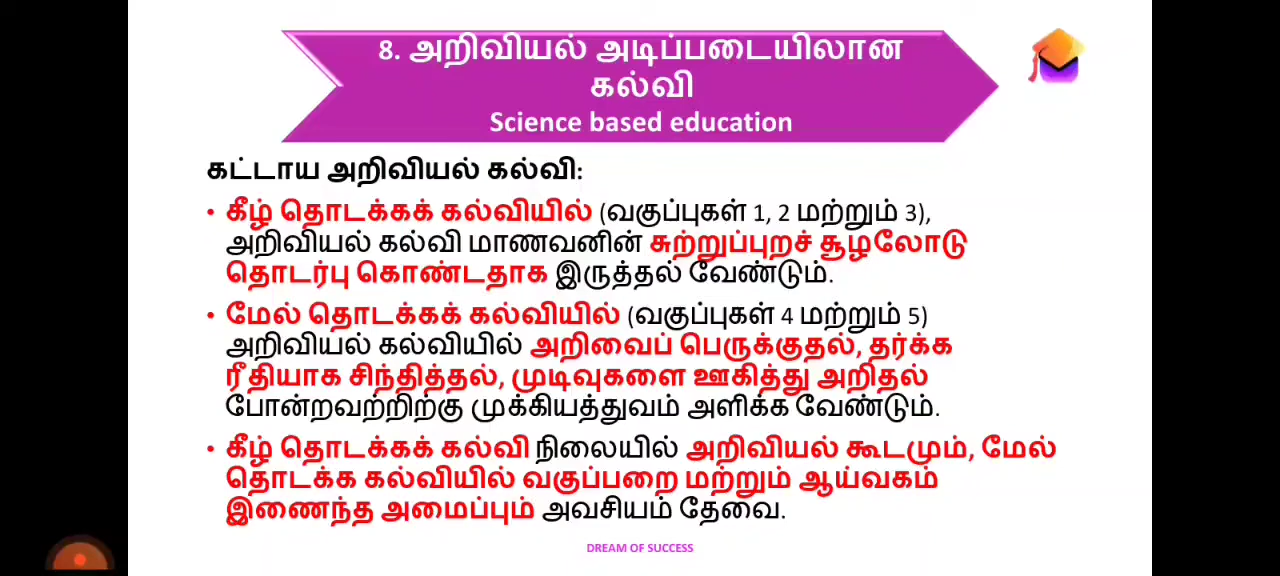 8. அறிவியல் அடிப்படையிலான
கல்வி
Science based education
கட்டாய அறிவியல் கல்வி:
• கீழ் தொடக்கக் கல்வியில் (வகுப்புகள் 1, 2 மற்றும் 3),
அறிவியல் கல்வி மாணவனின் சுற்றுப்புறச் சூழலோடு
தொடர்பு கொண்டதாக இருத்தல் வேண்டும்.
• மேல் தொடக்கக் கல்வியில் (வகுப்புகள் 4 மற்றும் 5)
அறிவியல் கல்வியில் அறிவைப் பெருக்குதல், தர்க்க
ரீதியாக சிந்தித்தல், முடிவுகளை ஊகித்து அறிதல்
போன்றவற்றிற்கு முக்கியத்துவம் அளிக்க வேண்டும்.
• கீழ் தொடக்கக் கல்வி நிலையில் அறிவியல் கூடமும், மேல்
தொடக்க கல்வியில் வகுப்பறை மற்றும் ஆய்வகம்
இணைந்த அமைப்பும் அவசியம் தேவை.
DREAM OF SUCCESS